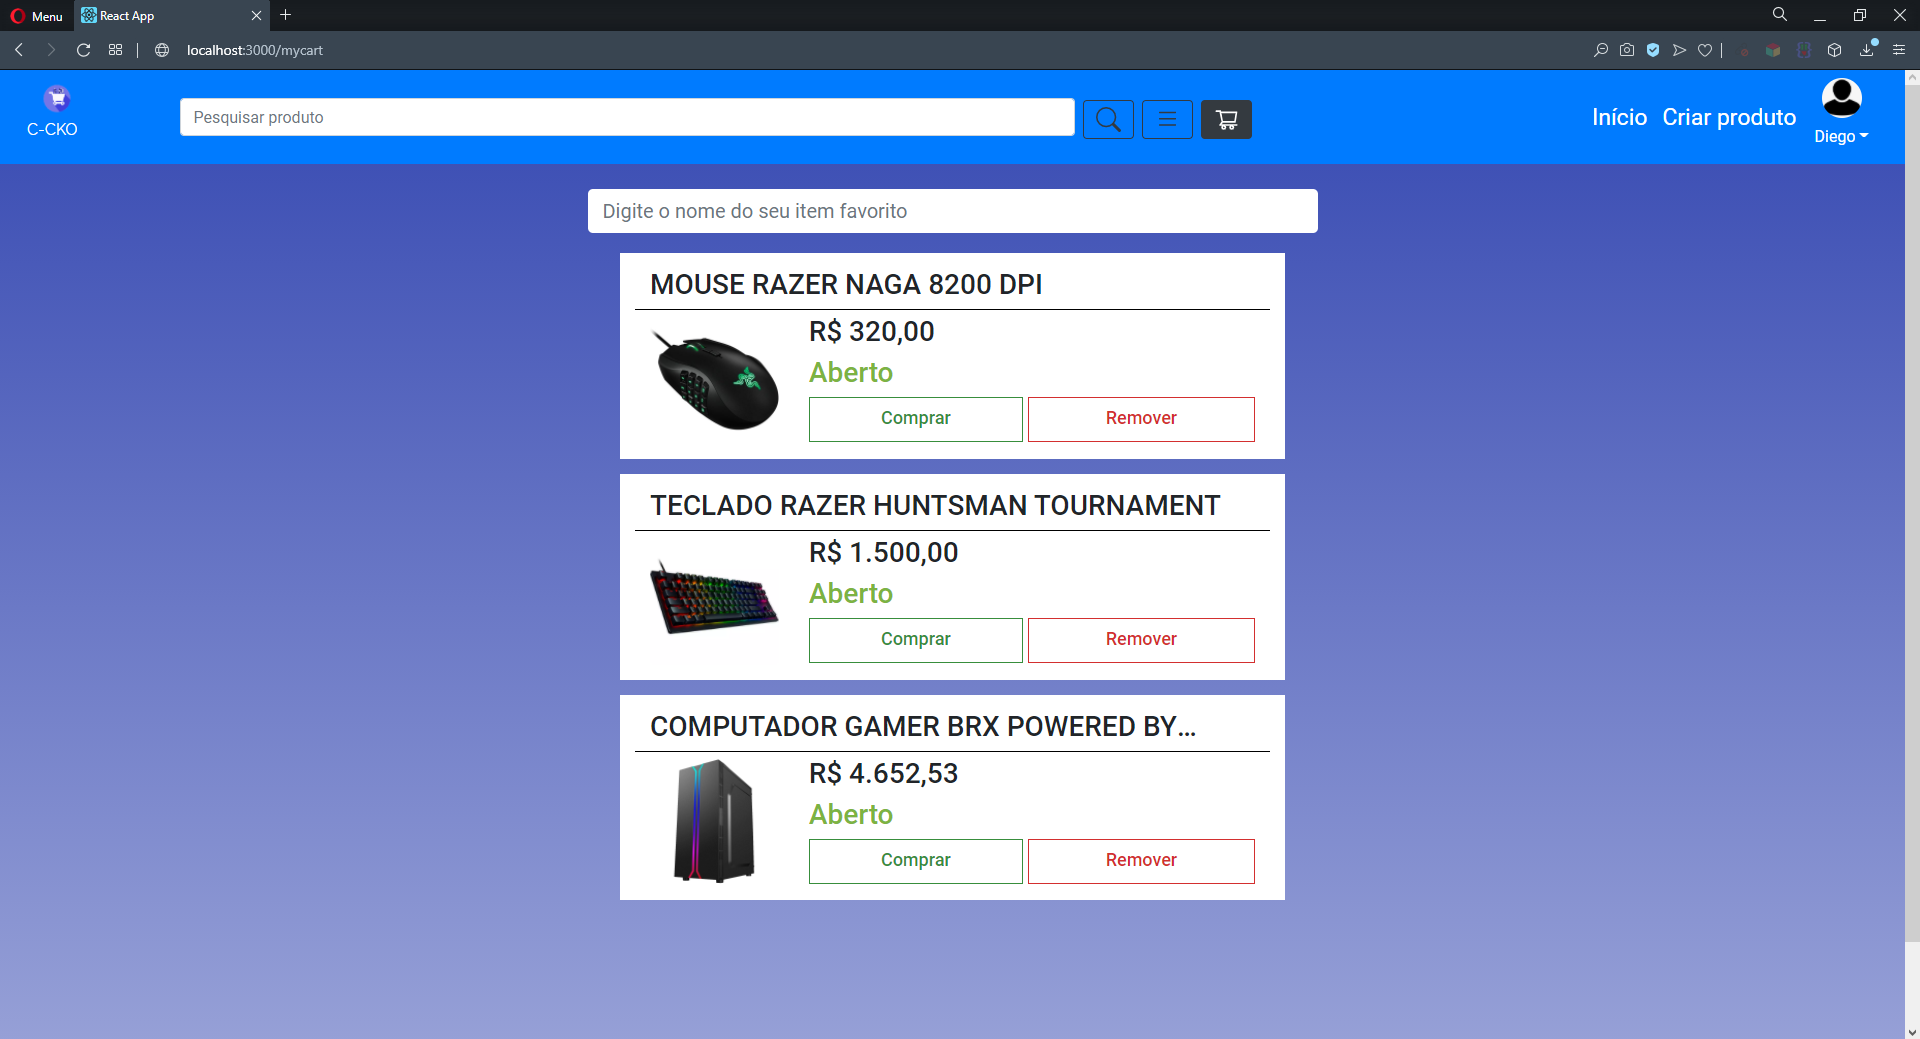 Menu
React App
localhost:3000/mycart
C-CKO
Pesquisar produto
Início
Criar produto
Diego
Digite o nome do seu item favorito
MOUSE RAZER NAGA 8200 DPI
R$ 320,00
Aberto
Comprar
Remover
TECLADO RAZER HUNTSMAN TOURNAMENT
R$ 1.500,00
Aberto
Comprar
Remover
COMPUTADOR GAMER BRX POWERED BY...
R$ 4.652,53
Aberto
Comprar
Remover